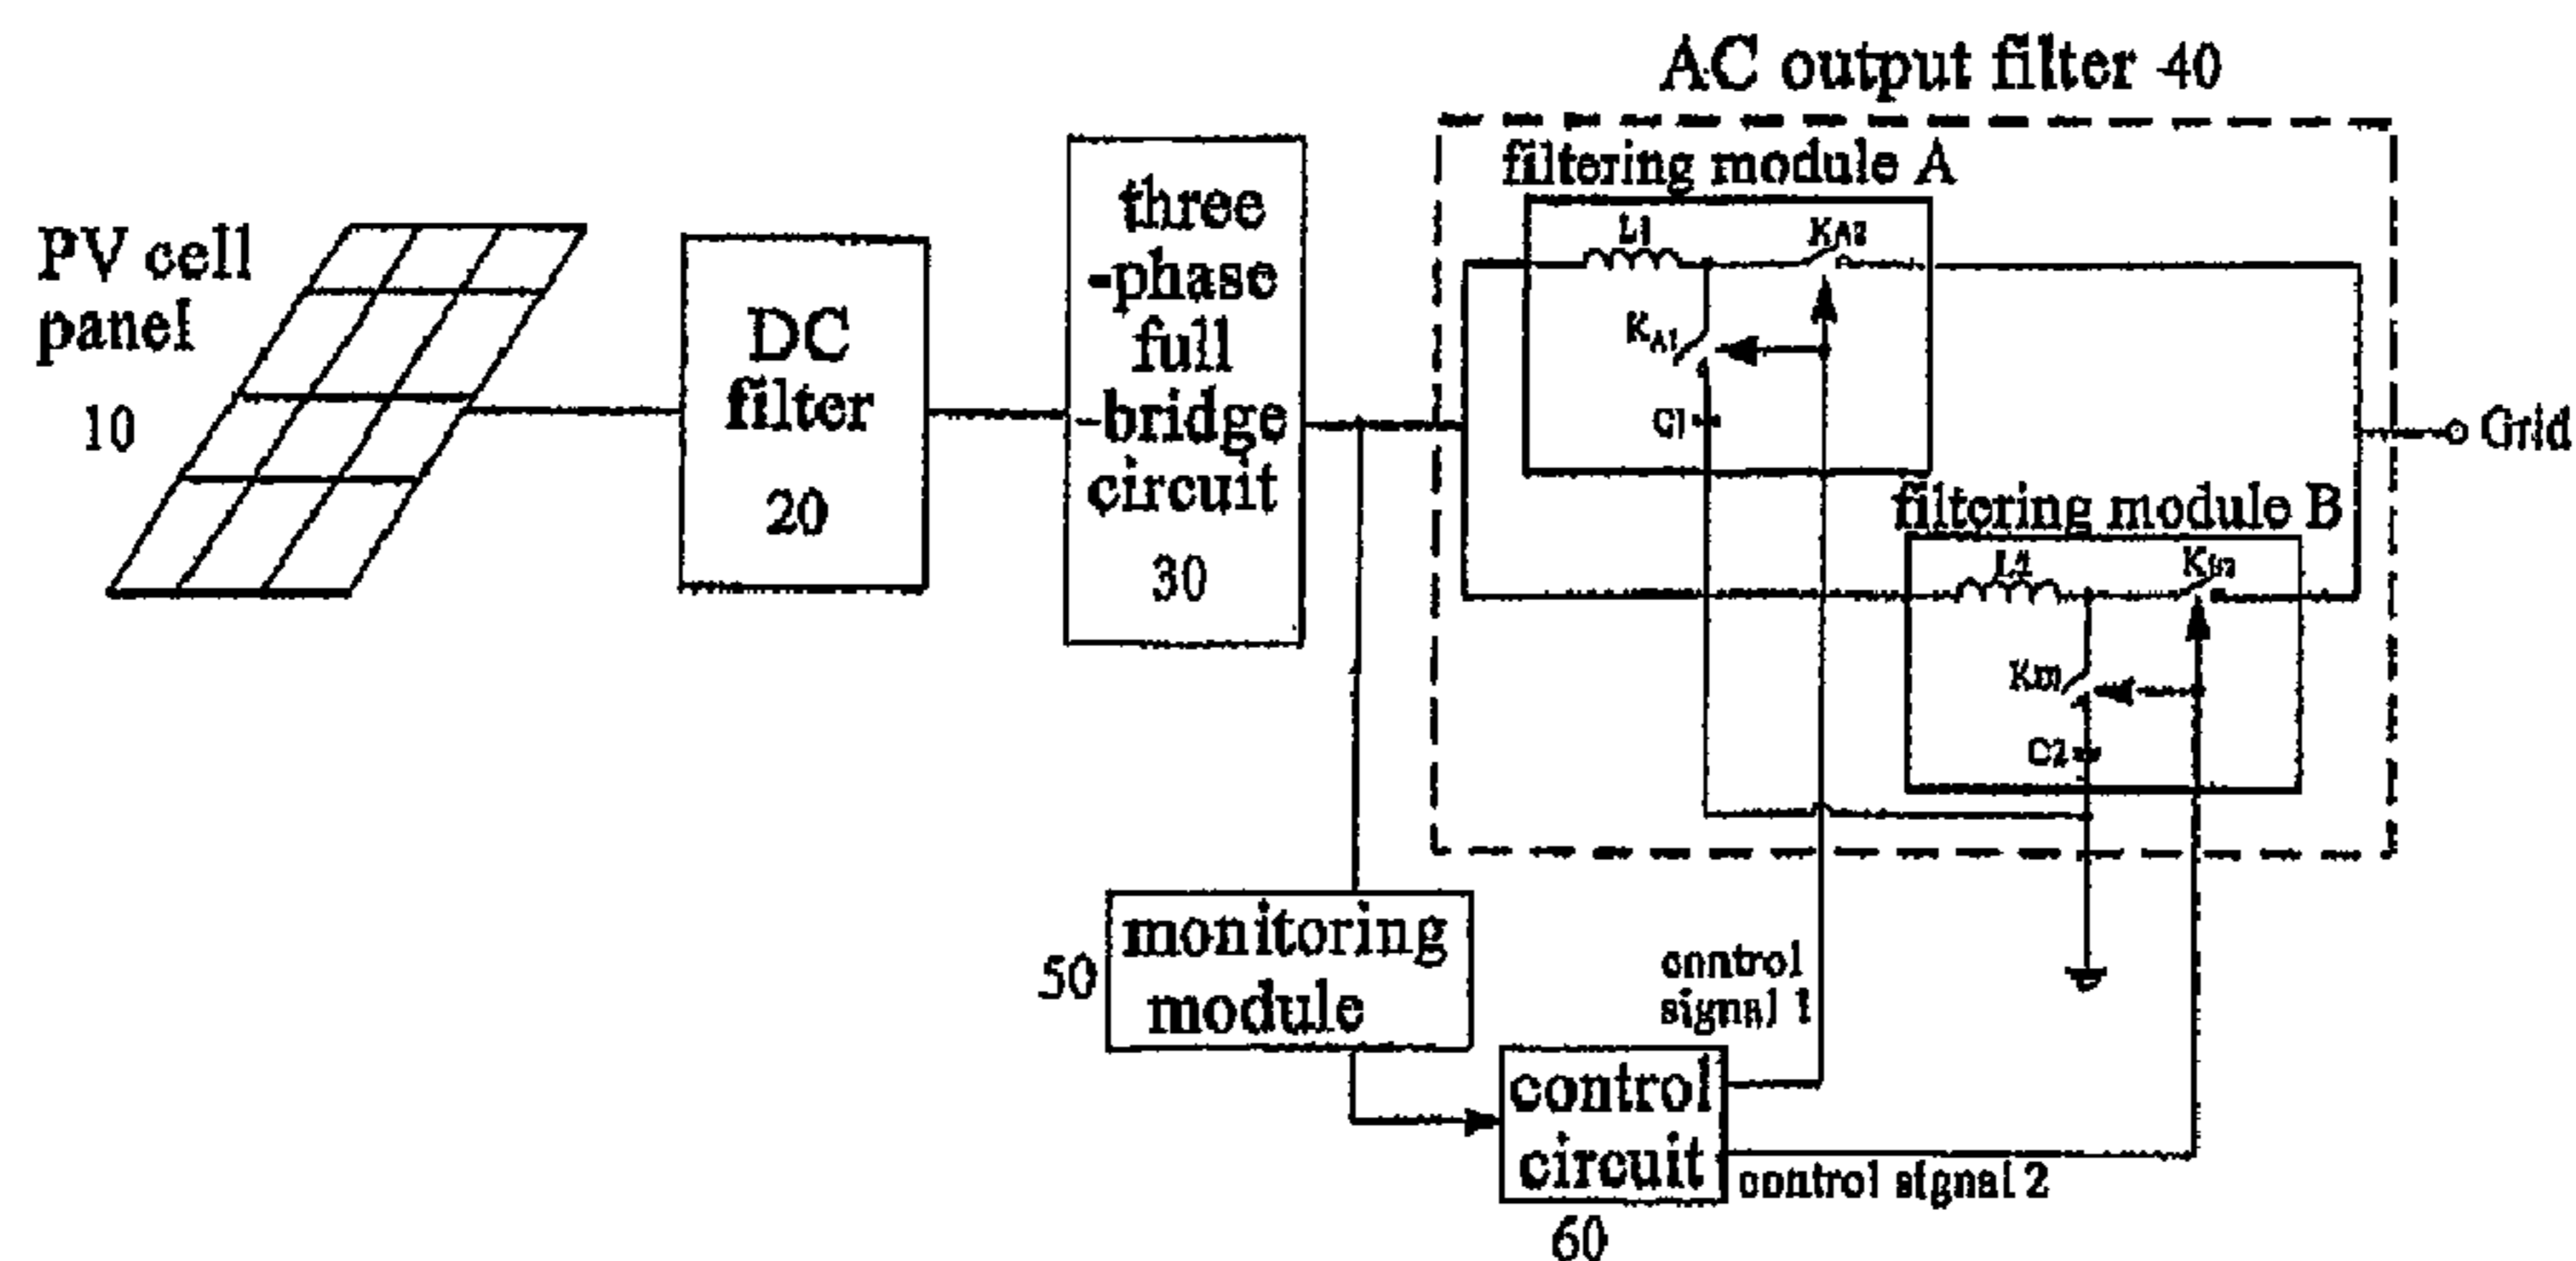 AC output filter 40
filtering module A
three
-phase
full
-bridge
circuit
30
PV cell
panel
10
DC
filter
20
L1
KA2
KA1
C1
Grid
filtering module B
C2
monitoring
module
50
control
signal 1
control
circuit
60
control signal 2